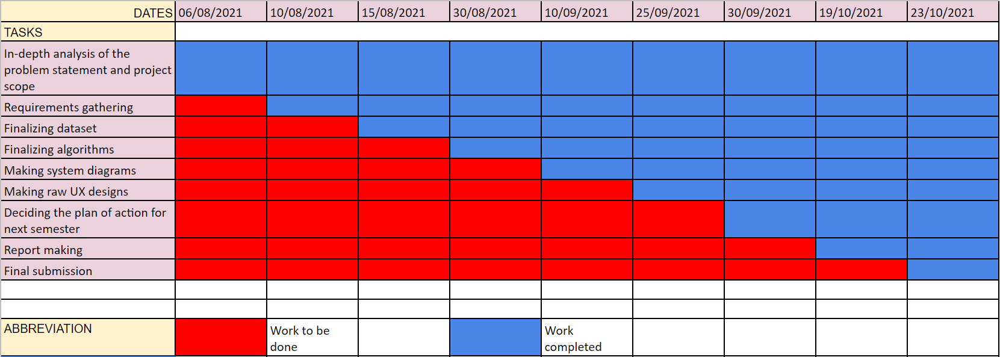 DATES 06/08/2021 10/08/2021 15/08/2021 30/08/2021 10/09/2021 25/09/2021 30/09/2021 19/10/2021 23/10/2021
TASKS
In-depth analysis of the
problem statement and project
scope
Requirements gathering
Finalizing dataset
Finalizing algorithms
Making system diagrams
Making raw UX designs
Deciding the plan of action for
next semester
Report making
Final submission
ABBREVIATION
Work to be
done
Work
completed